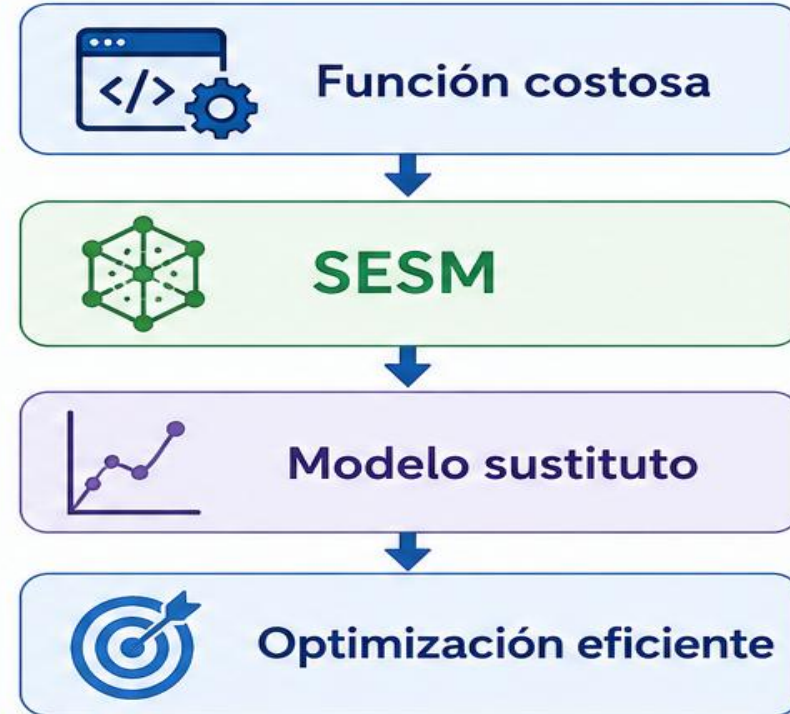 </>
Función costosa
SESM
Modelo sustituto
Optimización eficiente